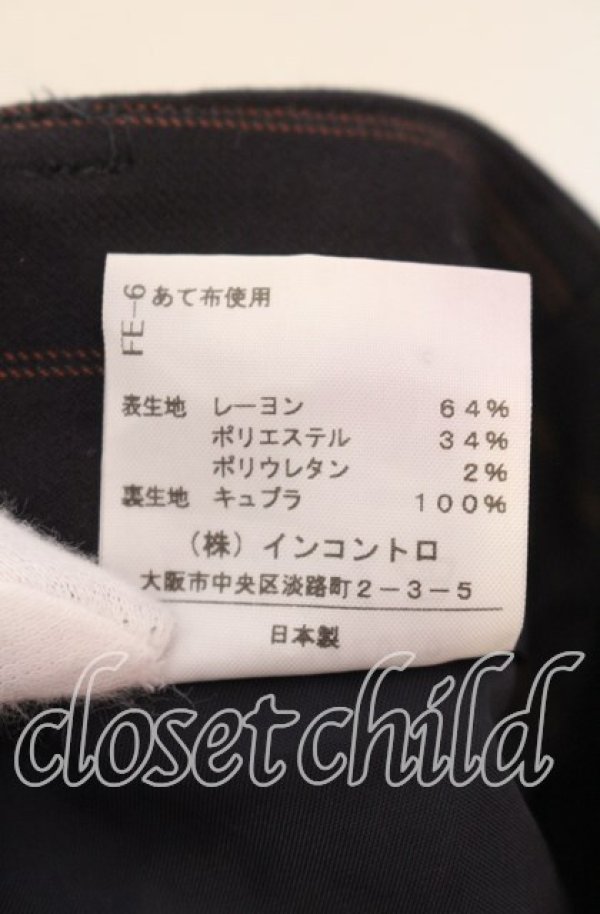 FE-6
あて布使用
表生地 レーヨン 64%
ポリエステル 34%
ポリウレタン 2%
裏生地 キュプラ 100%
(株)インコントロ
大阪市中央区淡路町2-3-5
日本製
closet child